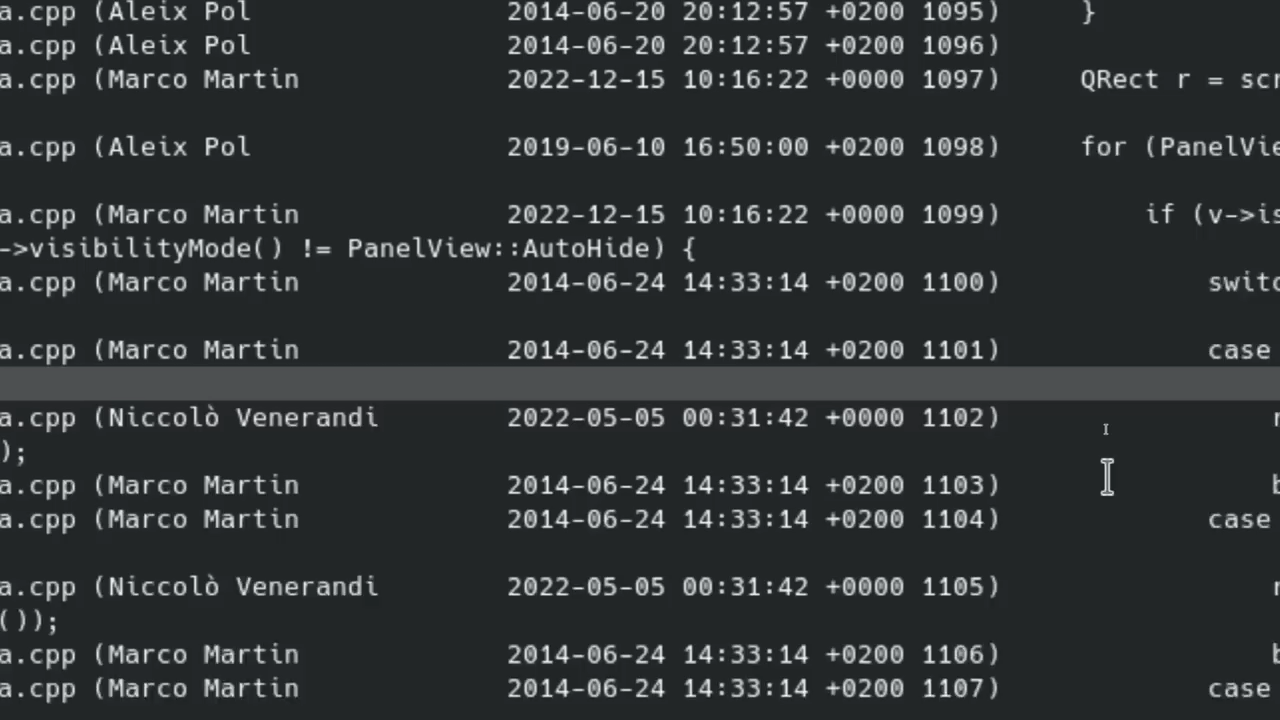 a.cpp (Aleix Pol 2014-06-20 20:12:57 +0200 1095) }
a.cpp (Aleix Pol 2014-06-20 20:12:57 +0200 1096)
a.cpp (Marco Martin 2022-12-15 10:16:22 +0000 1097) QRect r = scr
a.cpp (Aleix Pol 2019-06-10 16:50:00 +0200 1098) for (PanelVie
a.cpp (Marco Martin 2022-12-15 10:16:22 +0000 1099) if (v->is
->visibilityMode() != PanelView::AutoHide) {
a.cpp (Marco Martin 2014-06-24 14:33:14 +0200 1100) switc
a.cpp (Marco Martin 2014-06-24 14:33:14 +0200 1101) case
a.cpp (Niccolò Venerandi 2022-05-05 00:31:42 +0000 1102)
);
a.cpp (Marco Martin 2014-06-24 14:33:14 +0200 1103) b
a.cpp (Marco Martin 2014-06-24 14:33:14 +0200 1104) case
a.cpp (Niccolò Venerandi 2022-05-05 00:31:42 +0000 1105)
());
a.cpp (Marco Martin 2014-06-24 14:33:14 +0200 1106) b
a.cpp (Marco Martin 2014-06-24 14:33:14 +0200 1107) case